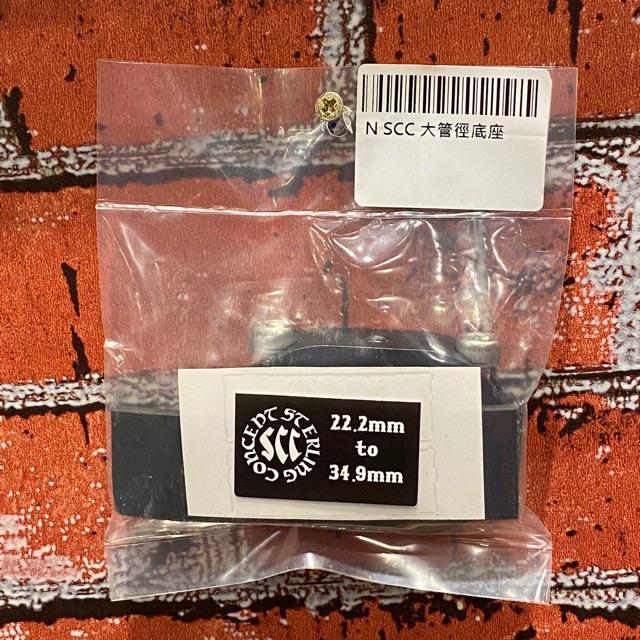 N SCC 大管徑底座
CONCEPT STERLING
SCC
22.2mm
to
34.9mm